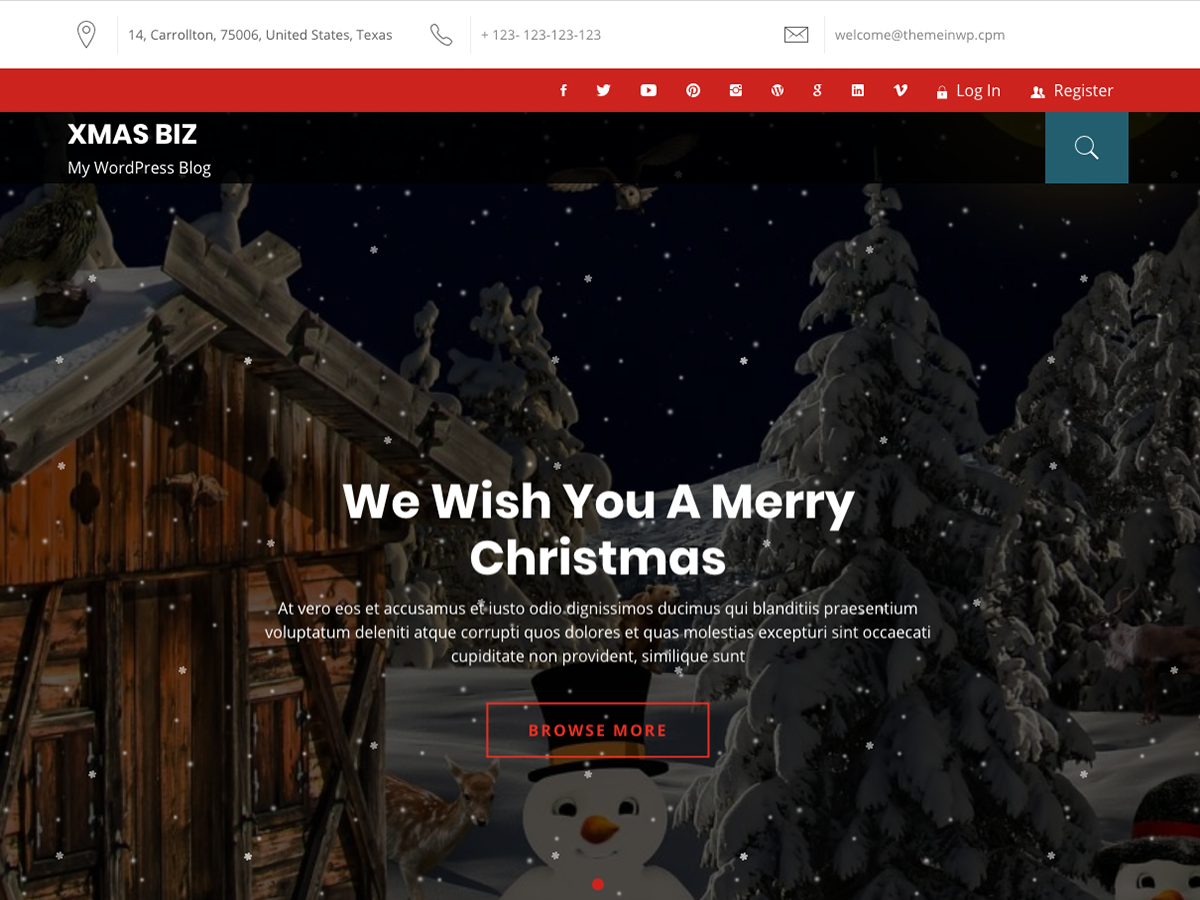 14, Carrollton, 75006, United States, Texas
+ 123- 123-123-123
welcome@themeinwp.cpm
Log In
Register
XMAS BIZ
My WordPress Blog
We Wish You A Merry
Christmas
At vero eos et accusamus et iusto odio dignissimos ducimus qui blanditiis praesentium
voluptatum deleniti atque corrupti quos dolores et quas molestias excepturi sint occaecati
cupiditate non provident, similique sunt
BROWSE MORE